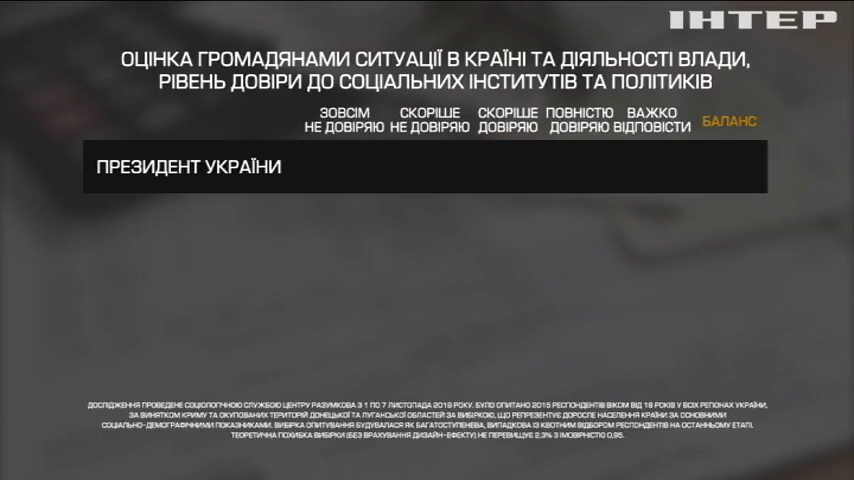 ІНТЕР
ОЦІНКА ГРОМАДЯНАМИ СИТУАЦІЇ В КРАЇНІ ТА ДІЯЛЬНОСТІ ВЛАДИ,
РІВЕНЬ ДОВІРИ ДО СОЦІАЛЬНИХ ІНСТИТУТІВ ТА ПОЛІТИКІВ
ЗОВСІМ СКОРІШЕ СКОРІШЕ ПОВНІСТЮ ВАЖКО
НЕ ДОВІРЯЮ НЕ ДОВІРЯЮ ДОВІРЯЮ ДОВІРЯЮ ВІДПОВІСТИ БАЛАНС
ПРЕЗИДЕНТ УКРАЇНИ
ДОСЛІДЖЕННЯ ПРОВЕДЕНЕ СОЦІОЛОГІЧНОЮ СЛУЖБОЮ ЦЕНТРУ РАЗУМКОВА З 1 ПО 7 ЛИСТОПАДА 2019 РОКУ. БУЛО ОПИТАНО 2015 РЕСПОНДЕНТІВ ВІКОМ ВІД 18 РОКІВ У ВСІХ РЕГІОНАХ УКРАЇНИ,
ЗА ВИНЯТКОМ КРИМУ ТА ОКУПОВАНИХ ТЕРИТОРІЙ ДОНЕЦЬКОЇ ТА ЛУГАНСЬКОЇ ОБЛАСТЕЙ ЗА ВИБІРКОЮ, ЩО РЕПРЕЗЕНТУЄ ДОРОСЛЕ НАСЕЛЕННЯ КРАЇНИ ЗА ОСНОВНИМИ
СОЦІАЛЬНО-ДЕМОГРАФІЧНИМИ ПОКАЗНИКАМИ. ВИБІРКА ОПИТУВАННЯ БУДУВАЛАСЯ ЯК БАГАТОСТУПЕНЕВА, ВИПАДКОВА ІЗ КВОТНИМ ВІДБОРОМ РЕСПОНДЕНТІВ НА ОСТАННЬОМУ ЕТАПІ.
ТЕОРЕТИЧНА ПОХИБКА ВИБІРКИ (БЕЗ ВРАХУВАННЯ ДИЗАЙН-ЕФЕКТУ) НЕ ПЕРЕВИЩУЄ 2,3% З ІМОВІРНІСТЮ 0,95.